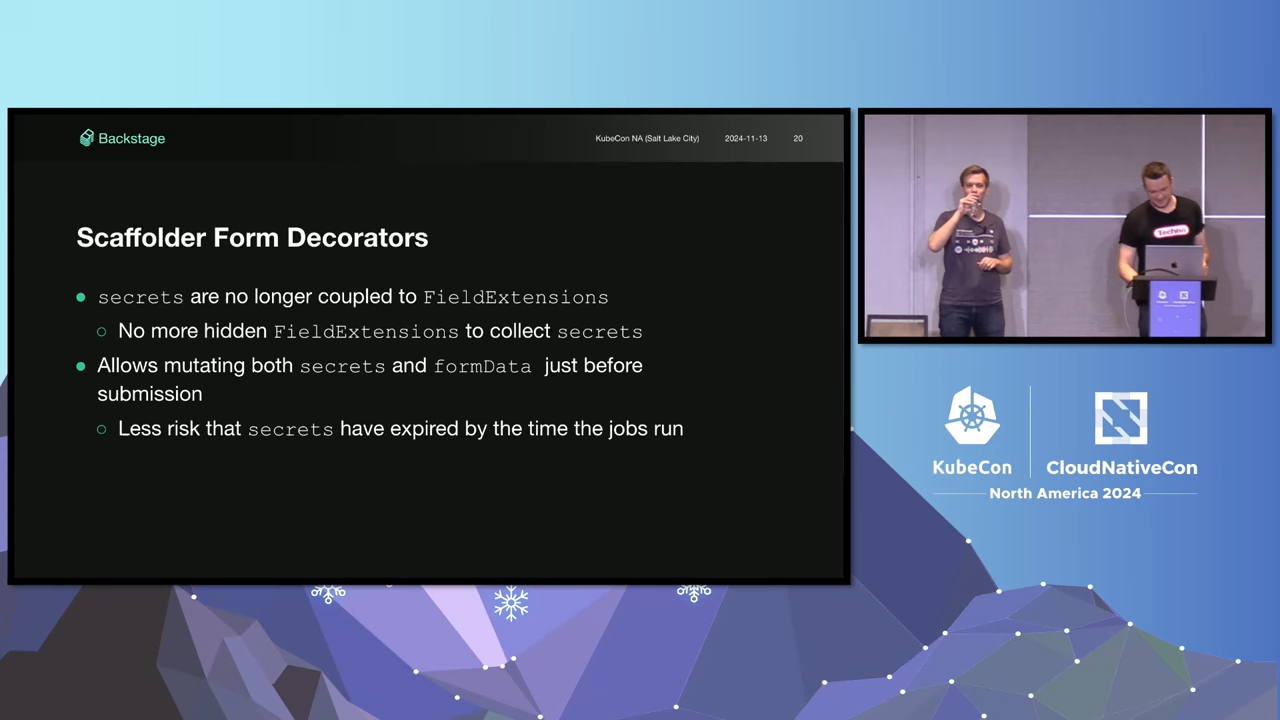 Backstage
KubeCon NA (Salt Lake City) 2024-11-13 20
Scaffolder Form Decorators
secrets are no longer coupled to FieldExtensions
No more hidden FieldExtensions to collect secrets
Allows mutating both secrets and formData just before
submission
Less risk that secrets have expired by the time the jobs run
Techno
KubeCon
CloudNativeCon
North America 2024